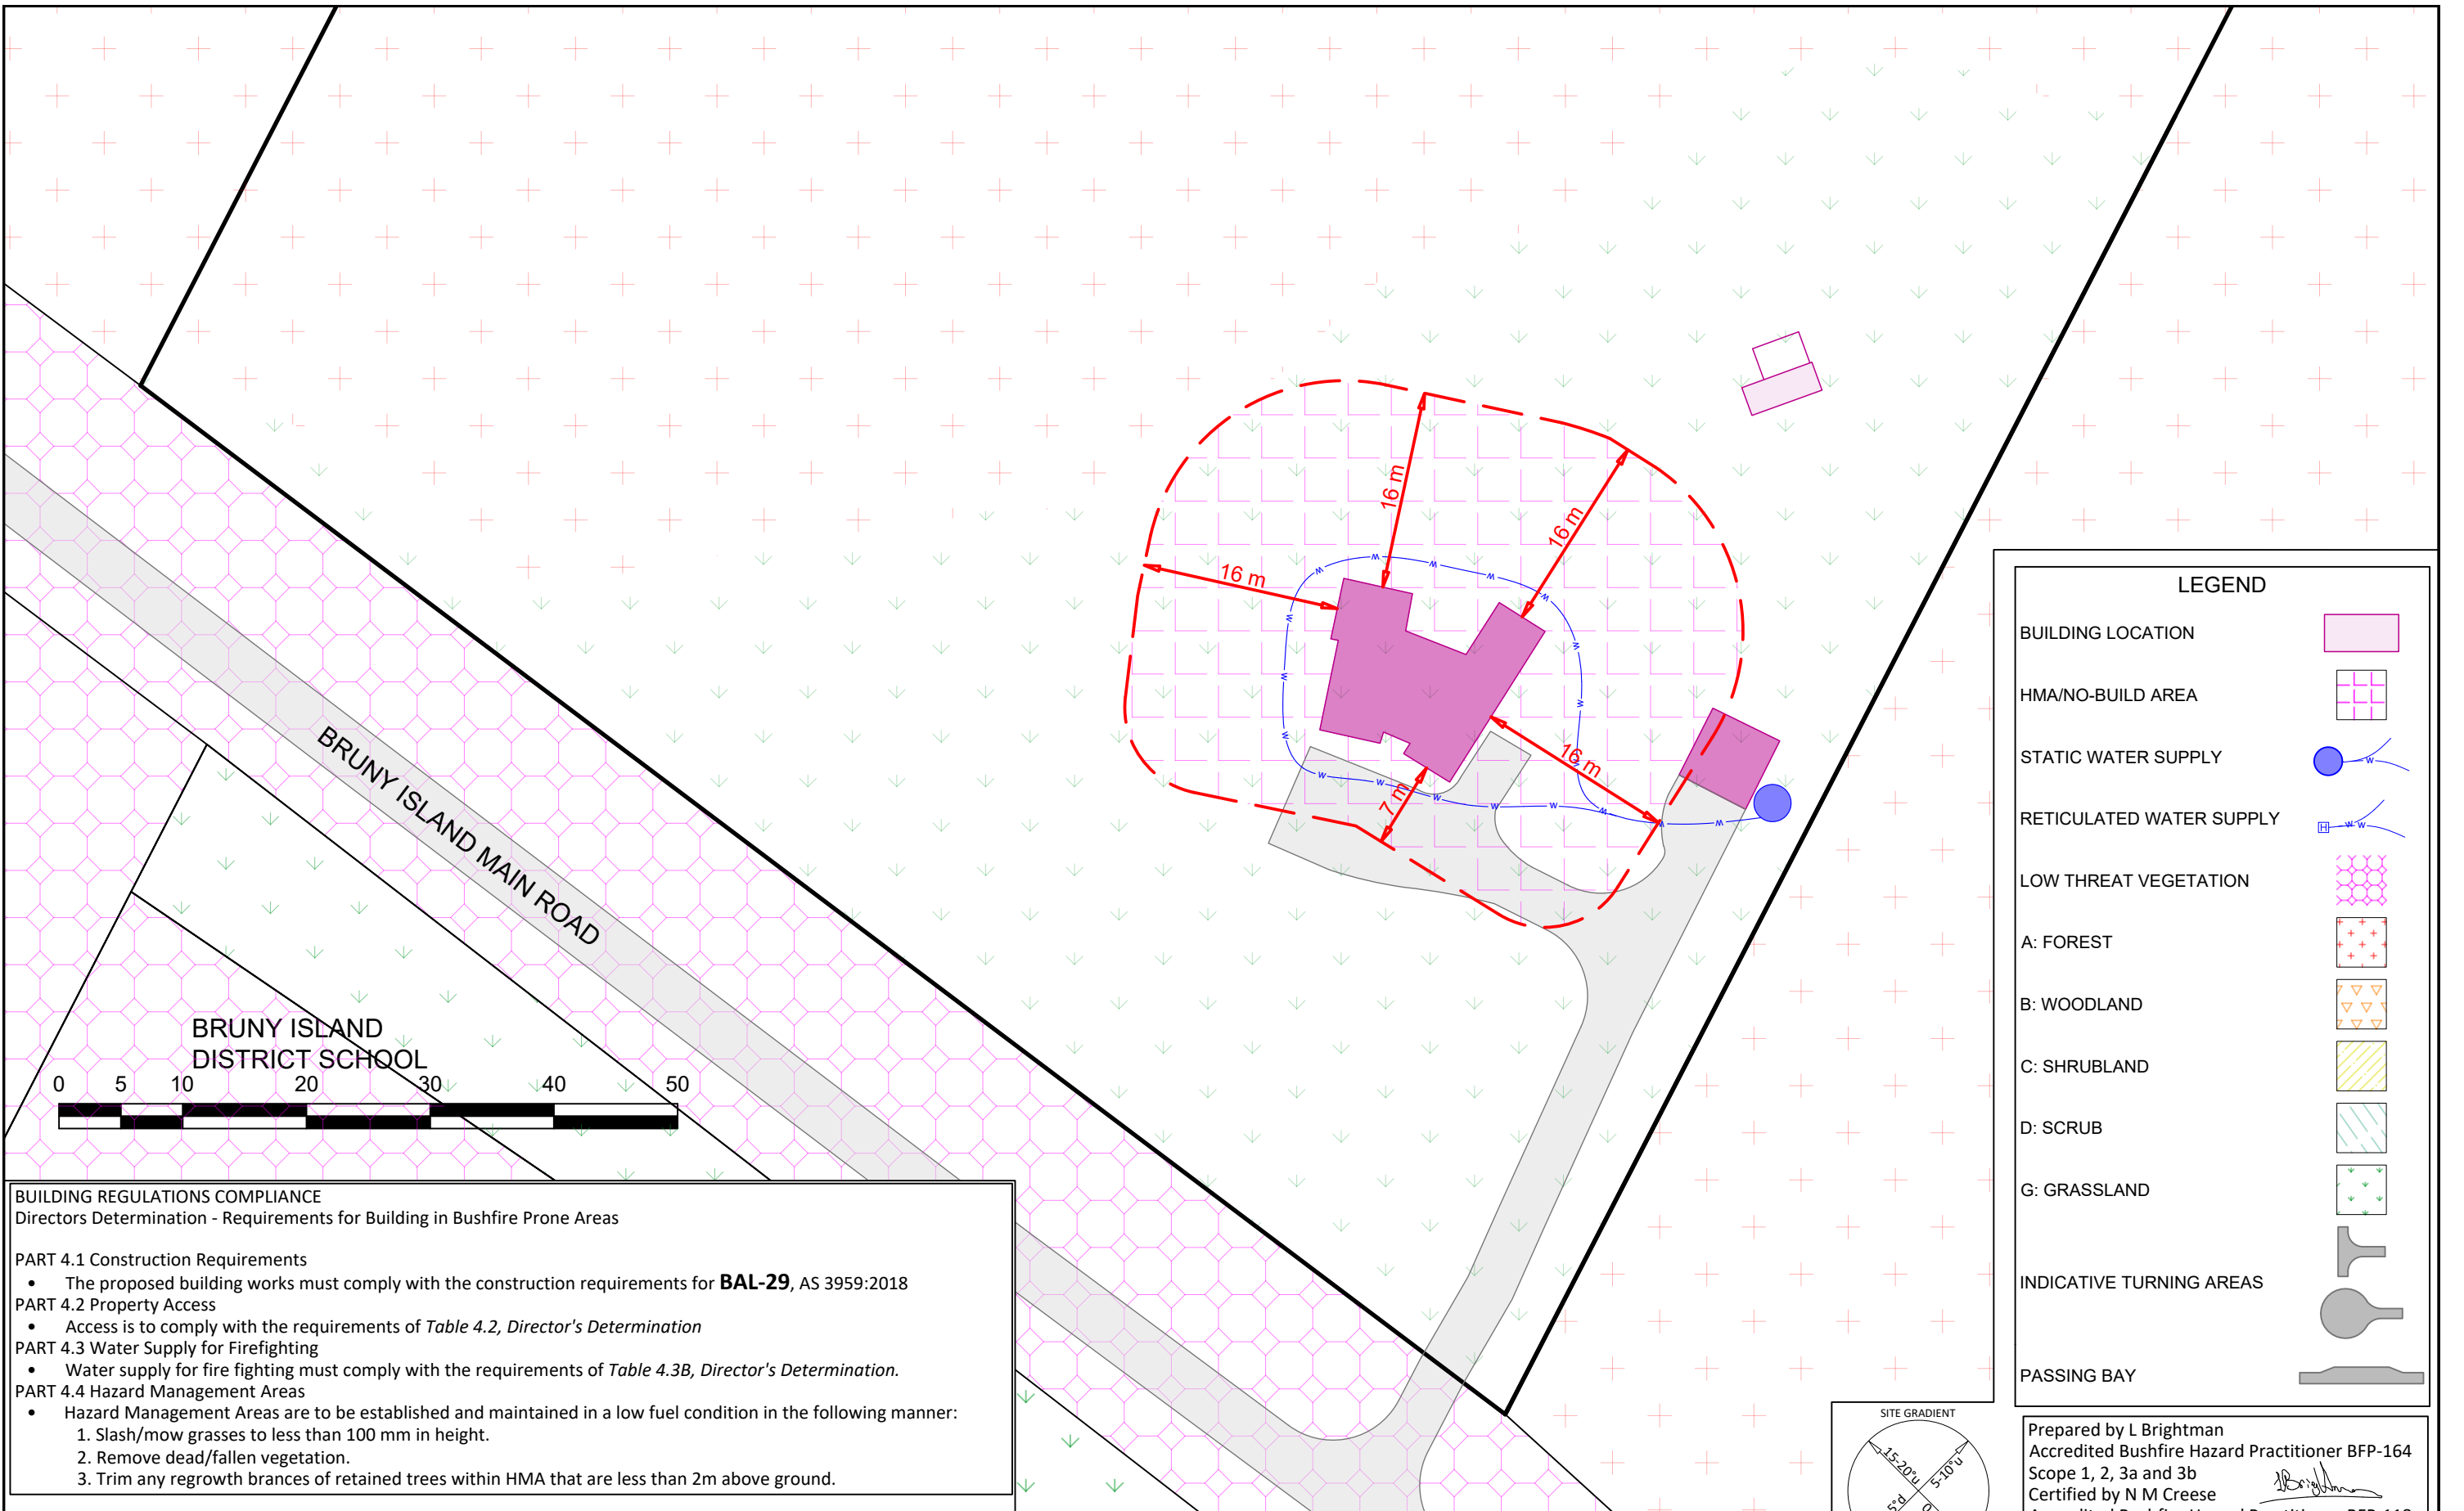 16 m
16 m
16 m
16 m
7 m
w w w w w w w w w w w w w w w w w w w w
BRUNY ISLAND MAIN ROAD
BRUNY ISLAND
DISTRICT SCHOOL
0 5 10 20 30 40 50
BUILDING REGULATIONS COMPLIANCE
Directors Determination - Requirements for Building in Bushfire Prone Areas
PART 4.1 Construction Requirements
• The proposed building works must comply with the construction requirements for BAL-29, AS 3959:2018
PART 4.2 Property Access
• Access is to comply with the requirements of Table 4.2, Director's Determination
PART 4.3 Water Supply for Firefighting
• Water supply for fire fighting must comply with the requirements of Table 4.3B, Director's Determination.
PART 4.4 Hazard Management Areas
• Hazard Management Areas are to be established and maintained in a low fuel condition in the following manner:
1. Slash/mow grasses to less than 100 mm in height.
2. Remove dead/fallen vegetation.
3. Trim any regrowth brances of retained trees within HMA that are less than 2m above ground.
LEGEND
BUILDING LOCATION
HMA/NO-BUILD AREA
STATIC WATER SUPPLY w
RETICULATED WATER SUPPLY H w w
LOW THREAT VEGETATION
A: FOREST
B: WOODLAND
C: SHRUBLAND
D: SCRUB
G: GRASSLAND
INDICATIVE TURNING AREAS
PASSING BAY
SITE GRADIENT
15-20°u 5-10°u
Prepared by L Brightman
Accredited Bushfire Hazard Practitioner BFP-164
Scope 1, 2, 3a and 3b
Certified by N M Creese